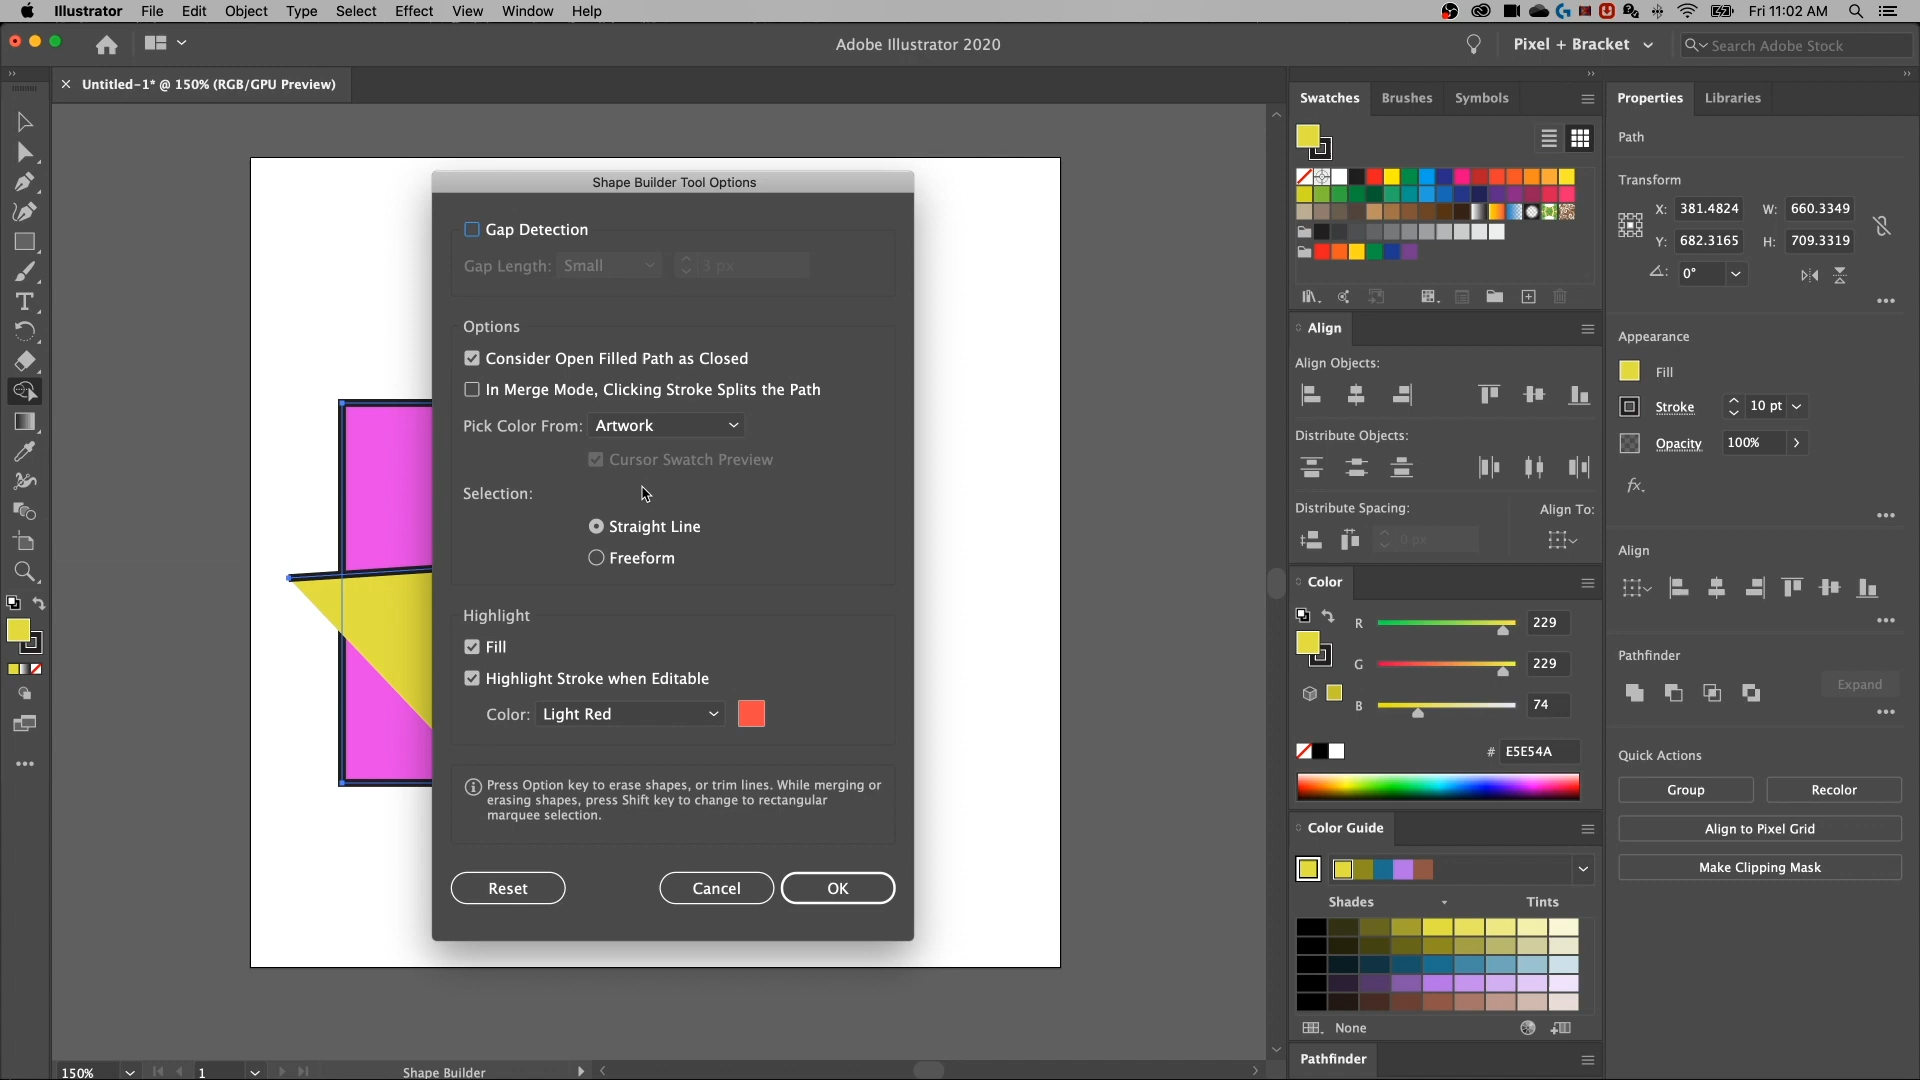 Illustrator File Edit Object Type Select Effect View Window Help
Fri 11:02 AM
Adobe Illustrator 2020
Pixel + Bracket
Search Adobe Stock
Untitled-1* @ 150% (RGB/GPU Preview)
Shape Builder Tool Options
Gap Detection
Gap Length: Small 3 px
Options
Consider Open Filled Path as Closed
In Merge Mode, Clicking Stroke Splits the Path
Pick Color From: Artwork
Cursor Swatch Preview
Selection:
Straight Line
Freeform
Highlight
Fill
Highlight Stroke when Editable
Color: Light Red
Press Option key to erase shapes, or trim lines. While merging or
erasing shapes, press Shift key to change to rectangular
marquee selection.
Reset Cancel OK
150% 1 Shape Builder
Swatches Brushes Symbols
Align
Align Objects:
Distribute Objects:
Distribute Spacing: Align To:
0 px
Color
R 229
G 229
B 74
# E5E54A
Color Guide
Shades Tints
None
Pathfinder
Properties Libraries
Path
Transform
X: 381.4824 W: 660.3349
Y: 682.3165 H: 709.3319
0°
Appearance
Fill
Stroke 10 pt
Opacity 100%
fx.
Align
Pathfinder
Expand
Quick Actions
Group Recolor
Align to Pixel Grid
Make Clipping Mask